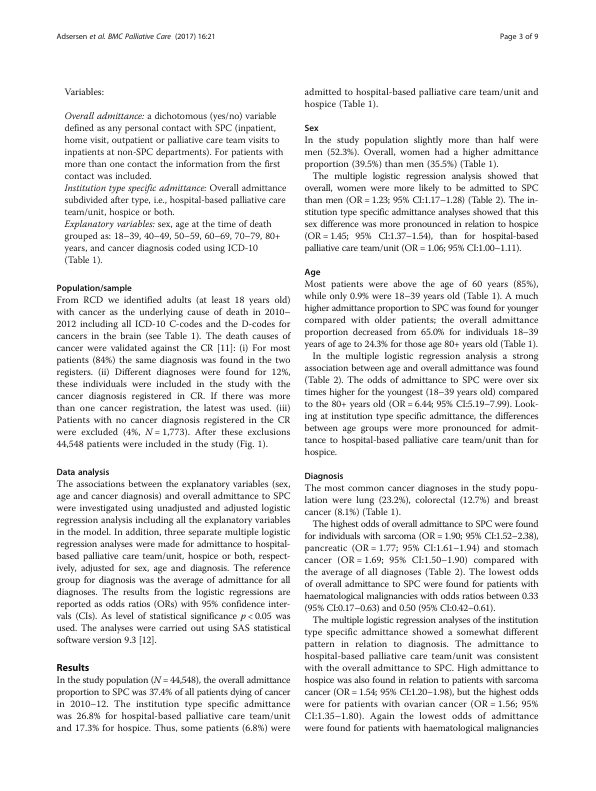 Adsersen et al. BMC Palliative Care (2017) 16:21
Page 3 of 9
Variables:
Overall admittance: a dichotomous (yes/no) variable
defined as any personal contact with SPC (inpatient,
home visit, outpatient or palliative care team visits to
inpatients at non-SPC departments). For patients with
more than one contact the information from the first
contact was included.
Institution type specific admittance: Overall admittance
subdivided after type, i.e., hospital-based palliative care
team/unit, hospice or both.
Explanatory variables: sex, age at the time of death
grouped as: 18–39, 40–49, 50–59, 60–69, 70–79, 80+
years, and cancer diagnosis coded using ICD-10
(Table 1).
Population/sample
From RCD we identified adults (at least 18 years old)
with cancer as the underlying cause of death in 2010–
2012 including all ICD-10 C-codes and the D-codes for
cancers in the brain (see Table 1). The death causes of
cancer were validated against the CR [11]: (i) For most
patients (84%) the same diagnosis was found in the two
registers. (ii) Different diagnoses were found for 12%,
these individuals were included in the study with the
cancer diagnosis registered in CR. If there was more
than one cancer registration, the latest was used. (iii)
Patients with no cancer diagnosis registered in the CR
were excluded (4%, N = 1,773). After these exclusions
44,548 patients were included in the study (Fig. 1).
Data analysis
The associations between the explanatory variables (sex,
age and cancer diagnosis) and overall admittance to SPC
were investigated using unadjusted and adjusted logistic
regression analysis including all the explanatory variables
in the model. In addition, three separate multiple logistic
regression analyses were made for admittance to hospital-
based palliative care team/unit, hospice or both, respect-
ively, adjusted for sex, age and diagnosis. The reference
group for diagnosis was the average of admittance for all
diagnoses. The results from the logistic regressions are
reported as odds ratios (ORs) with 95% confidence inter-
vals (CIs). As level of statistical significance p < 0.05 was
used. The analyses were carried out using SAS statistical
software version 9.3 [12].
Results
In the study population (N = 44,548), the overall admittance
proportion to SPC was 37.4% of all patients dying of cancer
in 2010–12. The institution type specific admittance
was 26.8% for hospital-based palliative care team/unit
and 17.3% for hospice. Thus, some patients (6.8%) were
admitted to hospital-based palliative care team/unit and
hospice (Table 1).
Sex
In the study population slightly more than half were
men (52.3%). Overall, women had a higher admittance
proportion (39.5%) than men (35.5%) (Table 1).
The multiple logistic regression analysis showed that
overall, women were more likely to be admitted to SPC
than men (OR = 1.23; 95% CI:1.17–1.28) (Table 2). The in-
stitution type specific admittance analyses showed that this
sex difference was more pronounced in relation to hospice
(OR = 1.45; 95% CI:1.37–1.54), than for hospital-based
palliative care team/unit (OR = 1.06; 95% CI:1.00–1.11).
Age
Most patients were above the age of 60 years (85%),
while only 0.9% were 18–39 years old (Table 1). A much
higher admittance proportion to SPC was found for younger
compared with older patients; the overall admittance
proportion decreased from 65.0% for individuals 18–39
years of age to 24.3% for those age 80+ years old (Table 1).
In the multiple logistic regression analysis a strong
association between age and overall admittance was found
(Table 2). The odds of admittance to SPC were over six
times higher for the youngest (18–39 years old) compared
to the 80+ years old (OR = 6.44; 95% CI:5.19–7.99). Look-
ing at institution type specific admittance, the differences
between age groups were more pronounced for admit-
tance to hospital-based palliative care team/unit than for
hospice.
Diagnosis
The most common cancer diagnoses in the study popu-
lation were lung (23.2%), colorectal (12.7%) and breast
cancer (8.1%) (Table 1).
The highest odds of overall admittance to SPC were found
for individuals with sarcoma (OR = 1.90; 95% CI:1.52–2.38),
pancreatic (OR = 1.77; 95% CI:1.61–1.94) and stomach
cancer (OR = 1.69; 95% CI:1.50–1.90) compared with
the average of all diagnoses (Table 2). The lowest odds
of overall admittance to SPC were found for patients with
haematological malignancies with odds ratios between 0.33
(95% CI:0.17–0.63) and 0.50 (95% CI:0.42–0.61).
The multiple logistic regression analyses of the institution
type specific admittance showed a somewhat different
pattern in relation to diagnosis. The admittance to
hospital-based palliative care team/unit was consistent
with the overall admittance to SPC. High admittance to
hospice was also found in relation to patients with sarcoma
cancer (OR = 1.54; 95% CI:1.20–1.98), but the highest odds
were for patients with ovarian cancer (OR = 1.56; 95%
CI:1.35–1.80). Again the lowest odds of admittance
were found for patients with haematological malignancies